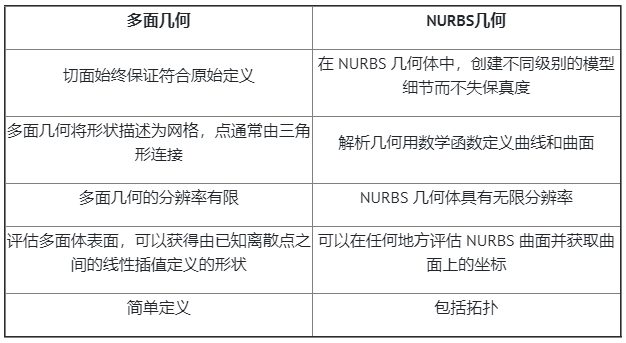 多面几何
NURBS几何
切面始终保证符合原始定义
在 NURBS 几何体中，创建不同级别的模型
细节而不失保真度
多面几何将形状描述为网格，点通常由三角
形连接
解析几何用数学函数定义曲线和曲面
多面几何的分辨率有限
NURBS 几何体具有无限分辨率
评估多面体表面，可以获得由已知离散点之
间的线性插值定义的形状
可以在任何地方评估 NURBS 曲面并获取曲
面上的坐标
简单定义
包括拓扑